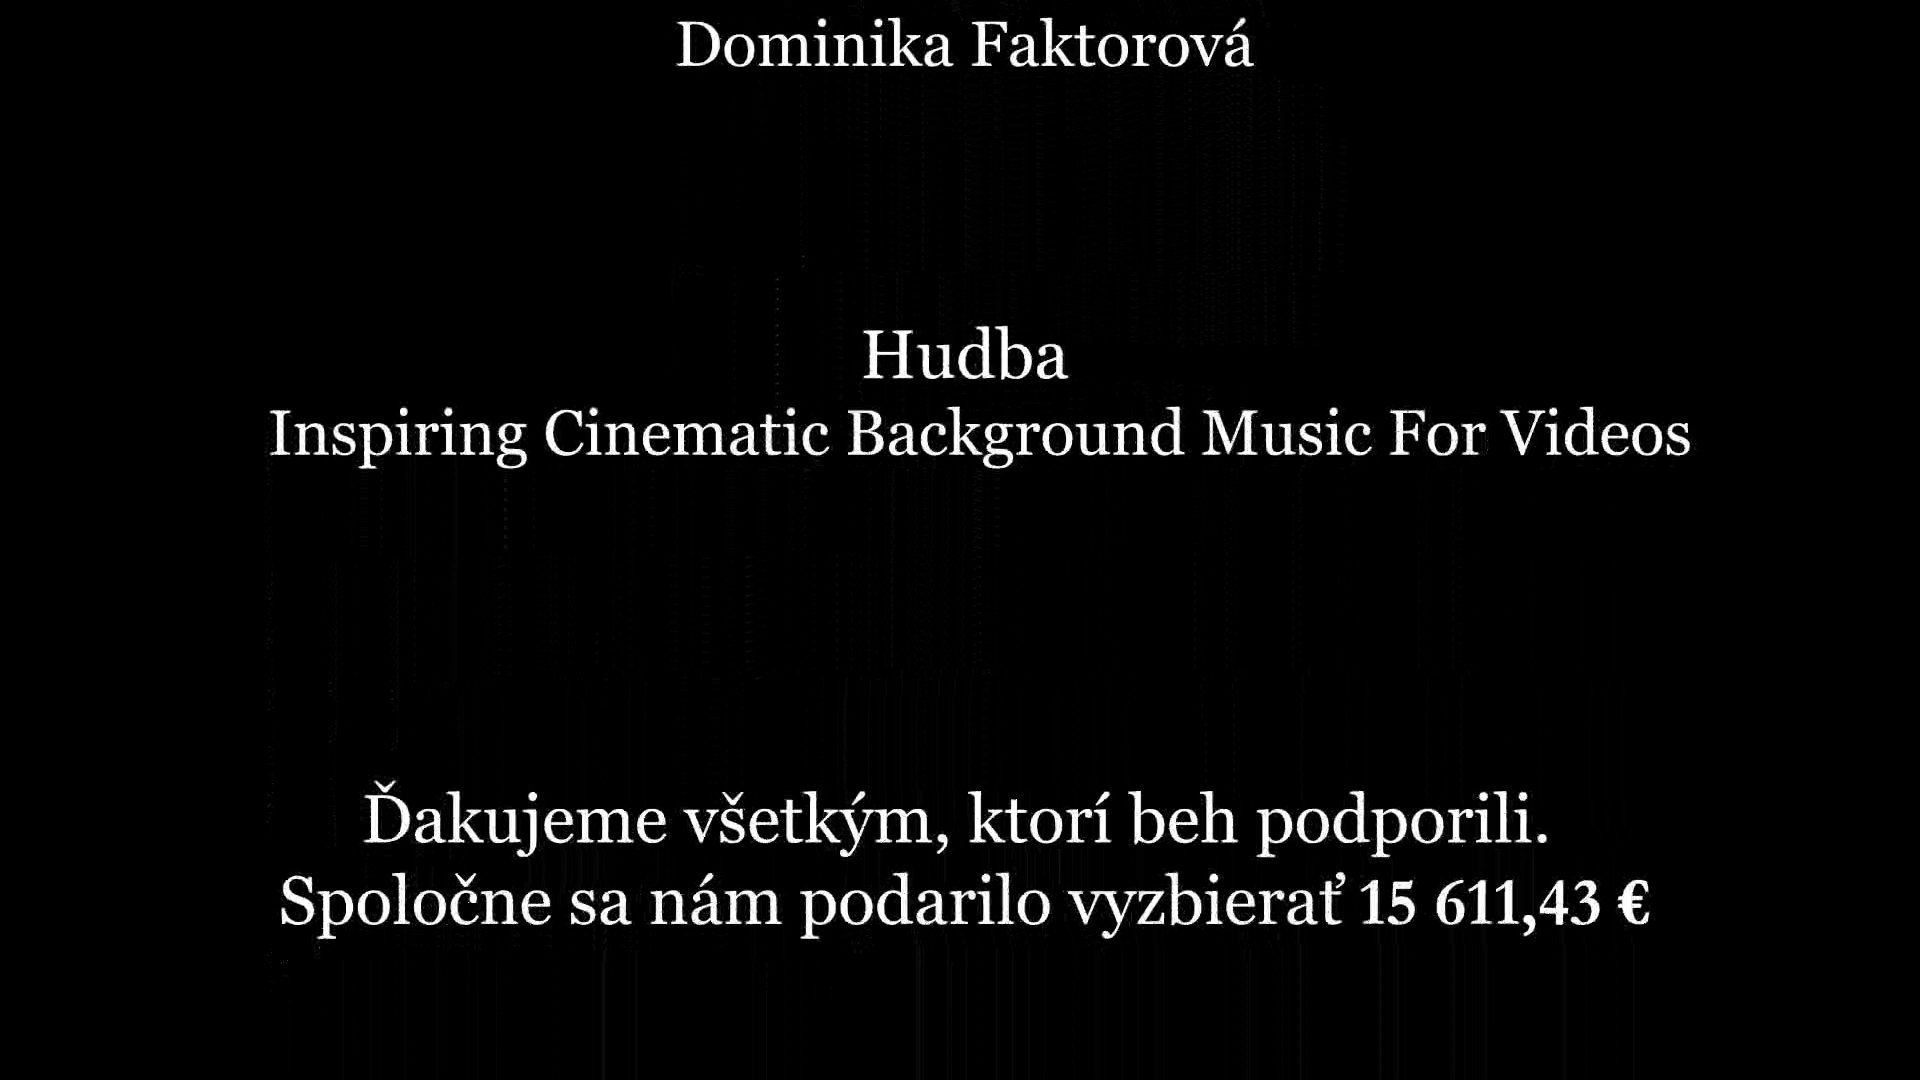 Dominika Faktorová
Hudba
Inspiring Cinematic Background Music For Videos
Ďakujeme všetkým, ktorí beh podporili.
Spoločne sa nám podarilo vyzbierať 15 611,43 €